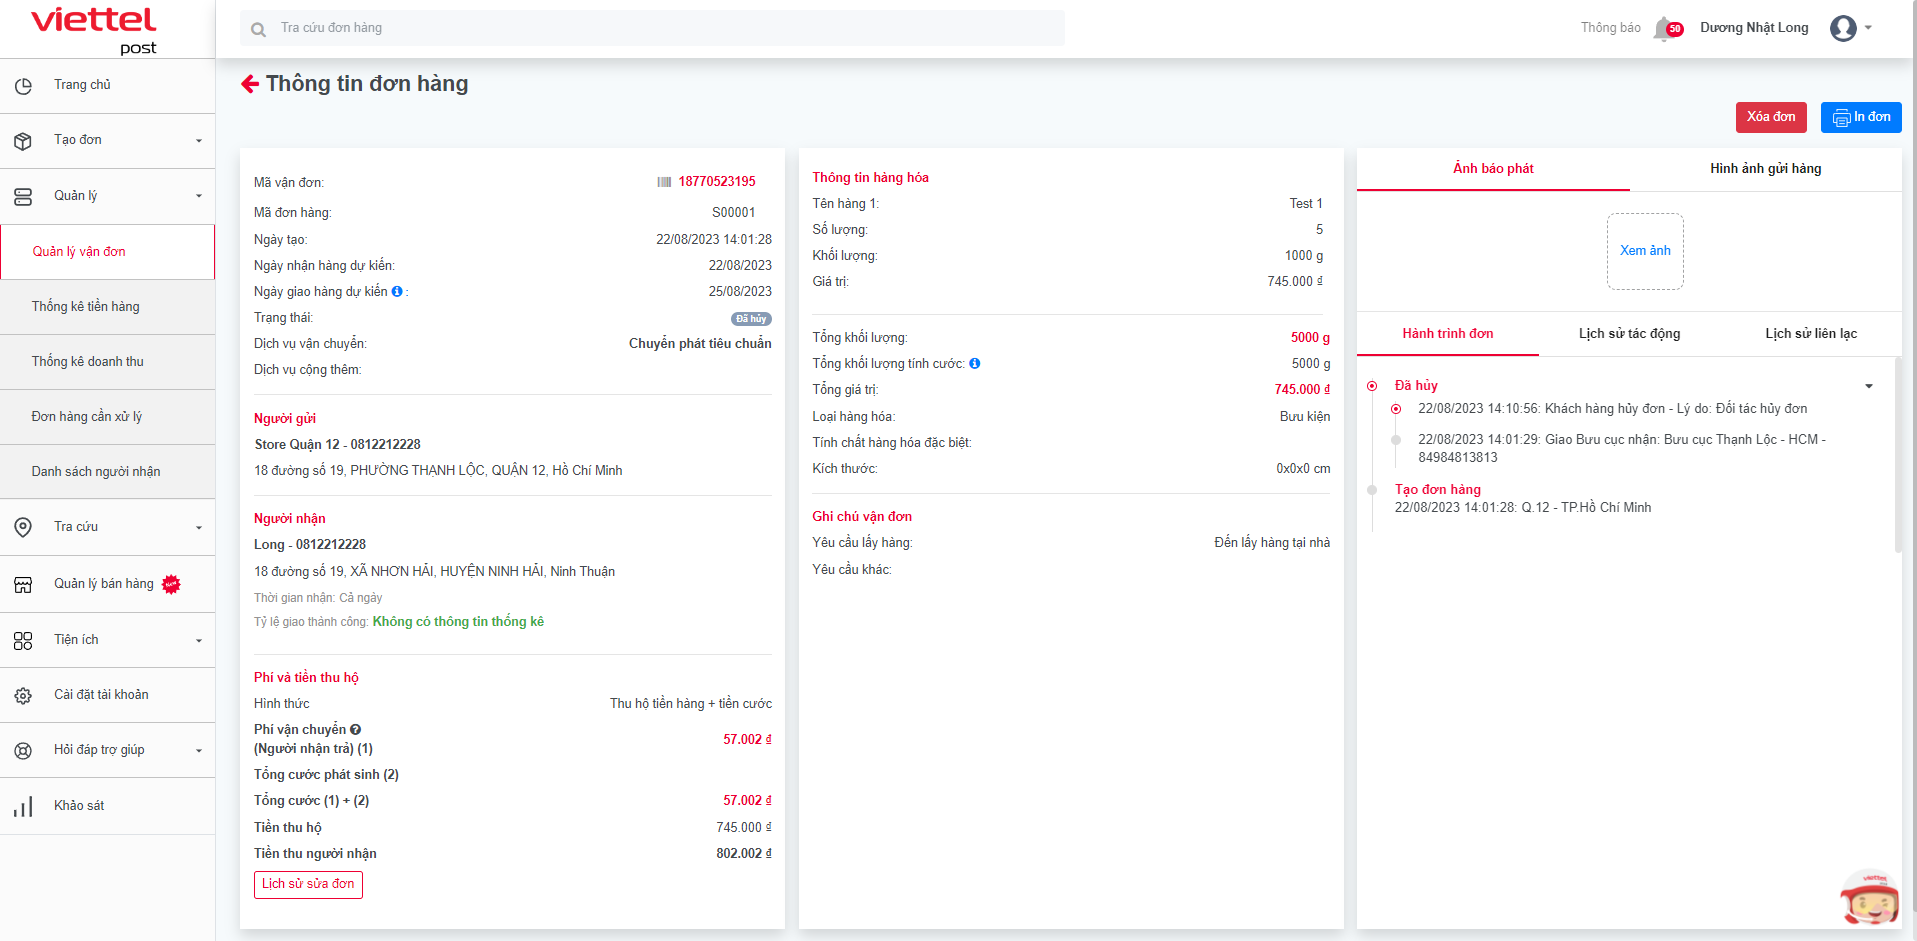 viettel
post
Tra cứu đơn hàng
Thông báo
50
Dương Nhật Long
Trang chủ
Tạo đơn
Quản lý
Quản lý vận đơn
Thống kê tiền hàng
Thống kê doanh thu
Đơn hàng cần xử lý
Danh sách người nhận
Tra cứu
Quản lý bán hàng
Tiện ích
Cài đặt tài khoản
Hỏi đáp trợ giúp
Khảo sát
Thông tin đơn hàng
Xóa đơn
In đơn
Mã vận đơn: 18770523195
Mã đơn hàng: S00001
Ngày tạo: 22/08/2023 14:01:28
Ngày nhận hàng dự kiến: 22/08/2023
Ngày giao hàng dự kiến : 25/08/2023
Trạng thái: Đã hủy
Dịch vụ vận chuyển: Chuyển phát tiêu chuẩn
Dịch vụ cộng thêm:
Người gửi
Store Quận 12 - 0812212228
18 đường số 19, PHƯỜNG THẠNH LỘC, QUẬN 12, Hồ Chí Minh
Người nhận
Long - 0812212228
18 đường số 19, XÃ NHƠN HẢI, HUYỆN NINH HẢI, Ninh Thuận
Thời gian nhận: Cả ngày
Tỷ lệ giao thành công: Không có thông tin thống kê
Phí và tiền thu hộ
Hình thức Thu hộ tiền hàng + tiền cước
Phí vận chuyển
(Người nhận trả) (1) 57.002 ₫
Tổng cước phát sinh (2)
Tổng cước (1) + (2) 57.002 ₫
Tiền thu hộ 745.000 ₫
Tiền thu người nhận 802.002 ₫
Lịch sử sửa đơn
Thông tin hàng hóa
Tên hàng 1: Test 1
Số lượng: 5
Khối lượng: 1000 g
Giá trị: 745.000 ₫
Tổng khối lượng: 5000 g
Tổng khối lượng tính cước: 5000 g
Tổng giá trị: 745.000 ₫
Loại hàng hóa: Bưu kiện
Tính chất hàng hóa đặc biệt:
Kích thước: 0x0x0 cm
Ghi chú vận đơn
Yêu cầu lấy hàng: Đến lấy hàng tại nhà
Yêu cầu khác:
Ảnh báo phát
Hình ảnh gửi hàng
Xem ảnh
Hành trình đơn
Lịch sử tác động
Lịch sử liên lạc
Đã hủy
22/08/2023 14:10:56: Khách hàng hủy đơn - Lý do: Đối tác hủy đơn
22/08/2023 14:01:29: Giao Bưu cục nhận: Bưu cục Thạnh Lộc - HCM -
84984813813
Tạo đơn hàng
22/08/2023 14:01:28: Q.12 - TP.Hồ Chí Minh
viettel